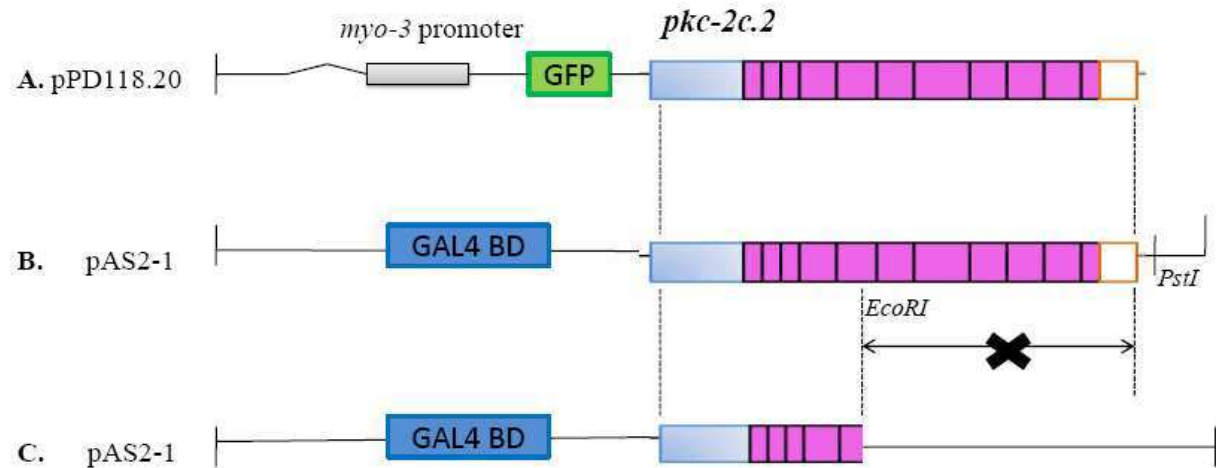 myo-3 promoter
pkc-2c.2
A. pPD118.20
GFP
B. pAS2-1
GAL4 BD
PstI
EcoRI
C. pAS2-1
GAL4 BD